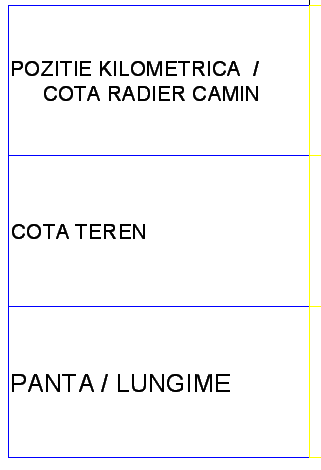 POZITIE KILOMETRICA /
COTA RADIER CAMIN
COTA TEREN
PANTA / LUNGIME